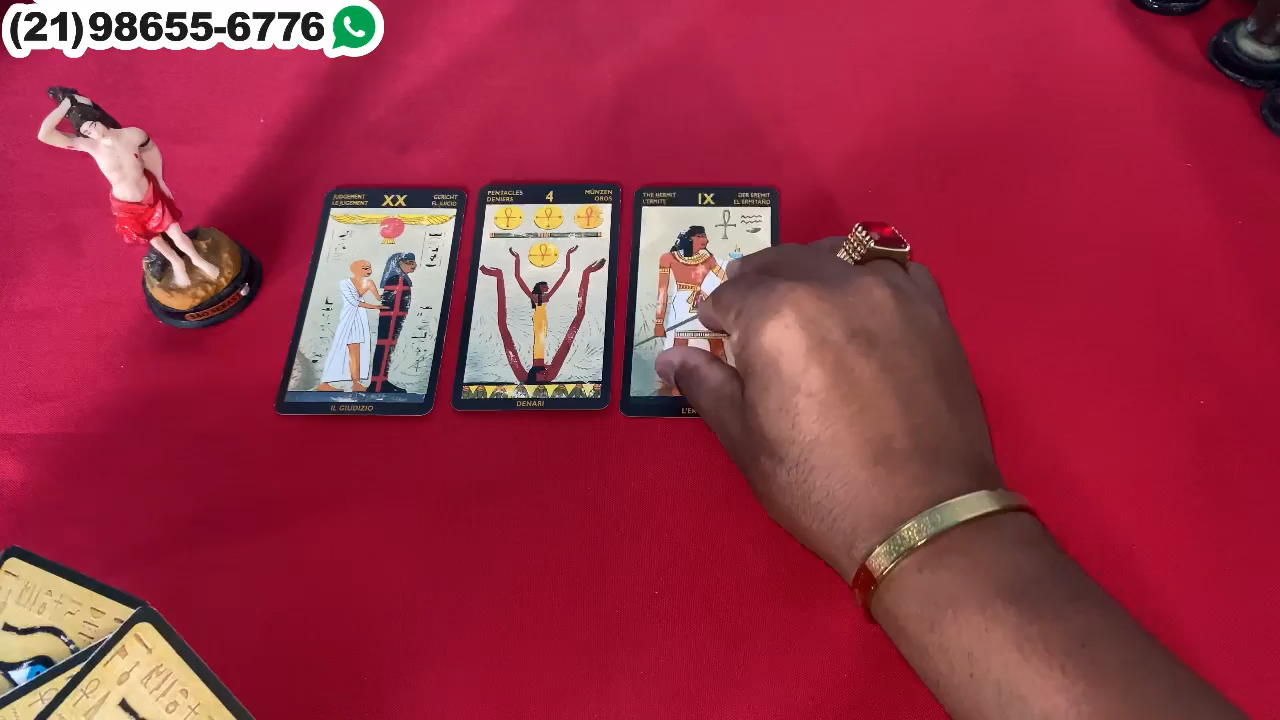 (21)98655-6776
JUDGEMENT
LE JUGEMENT
XX
GERICHT
EL JUICIO
IL GIUDIZIO
PENTACLES
DENIERS
4
MÜNZEN
OROS
DENARI
THE HERMIT
L'ERMITE
IX
DER EREMIT
EL ERMITAÑO